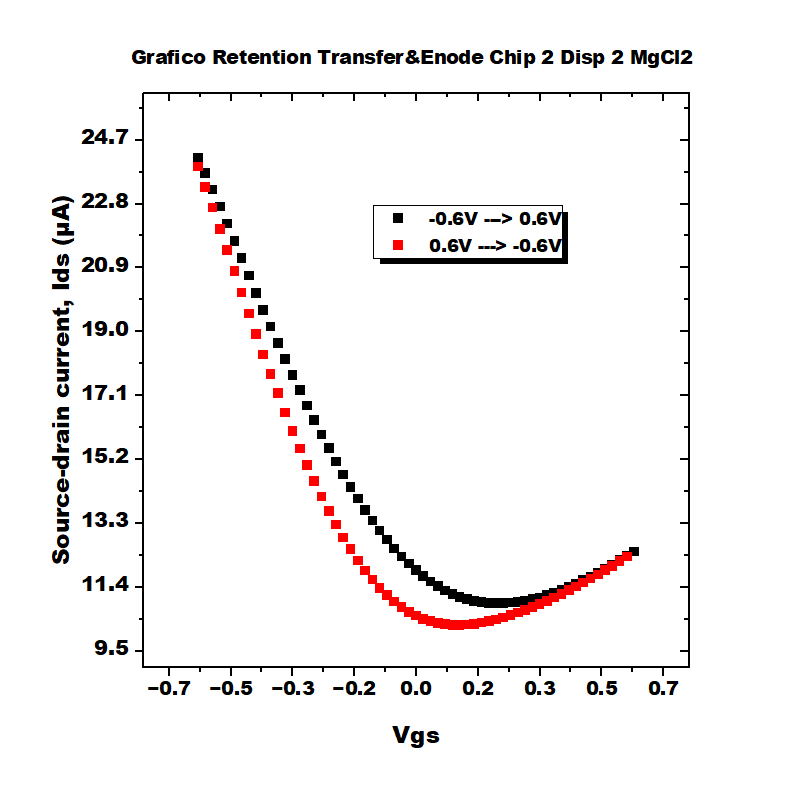 Grafico Retention Transfer&Enode Chip 2 Disp 2 MgCl2
24.7
22.8
20.9
19.0
17.1
15.2
13.3
11.4
9.5
Source-drain current, Ids (μA)
-0.6V ---> 0.6V
0.6V ---> -0.6V
−0.7 −0.5 −0.3 −0.2 0.0 0.2 0.3 0.5 0.7
Vgs